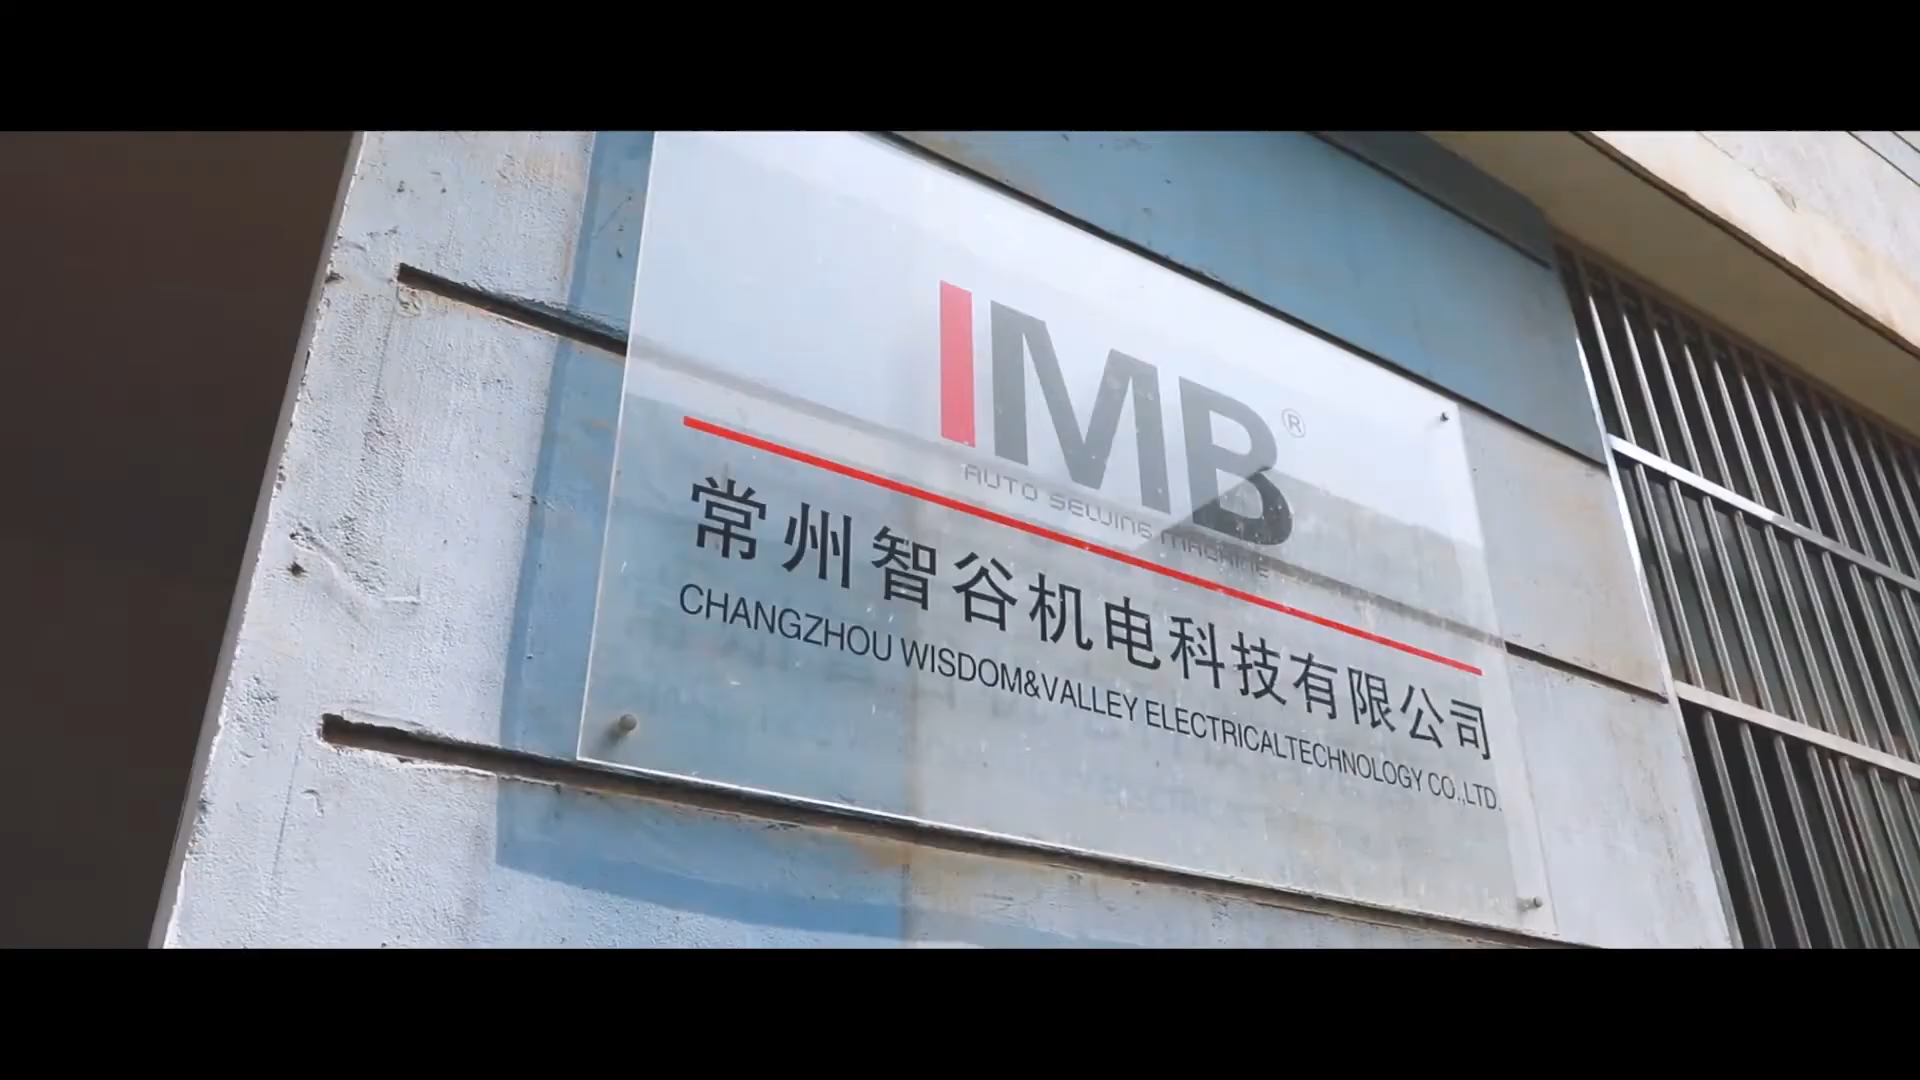 IMB®
AUTO SEWING MACHINE
常州智谷机电科技有限公司
CHANGZHOU WISDOM&VALLEY ELECTRICALTECHNOLOGY CO.,LTD.